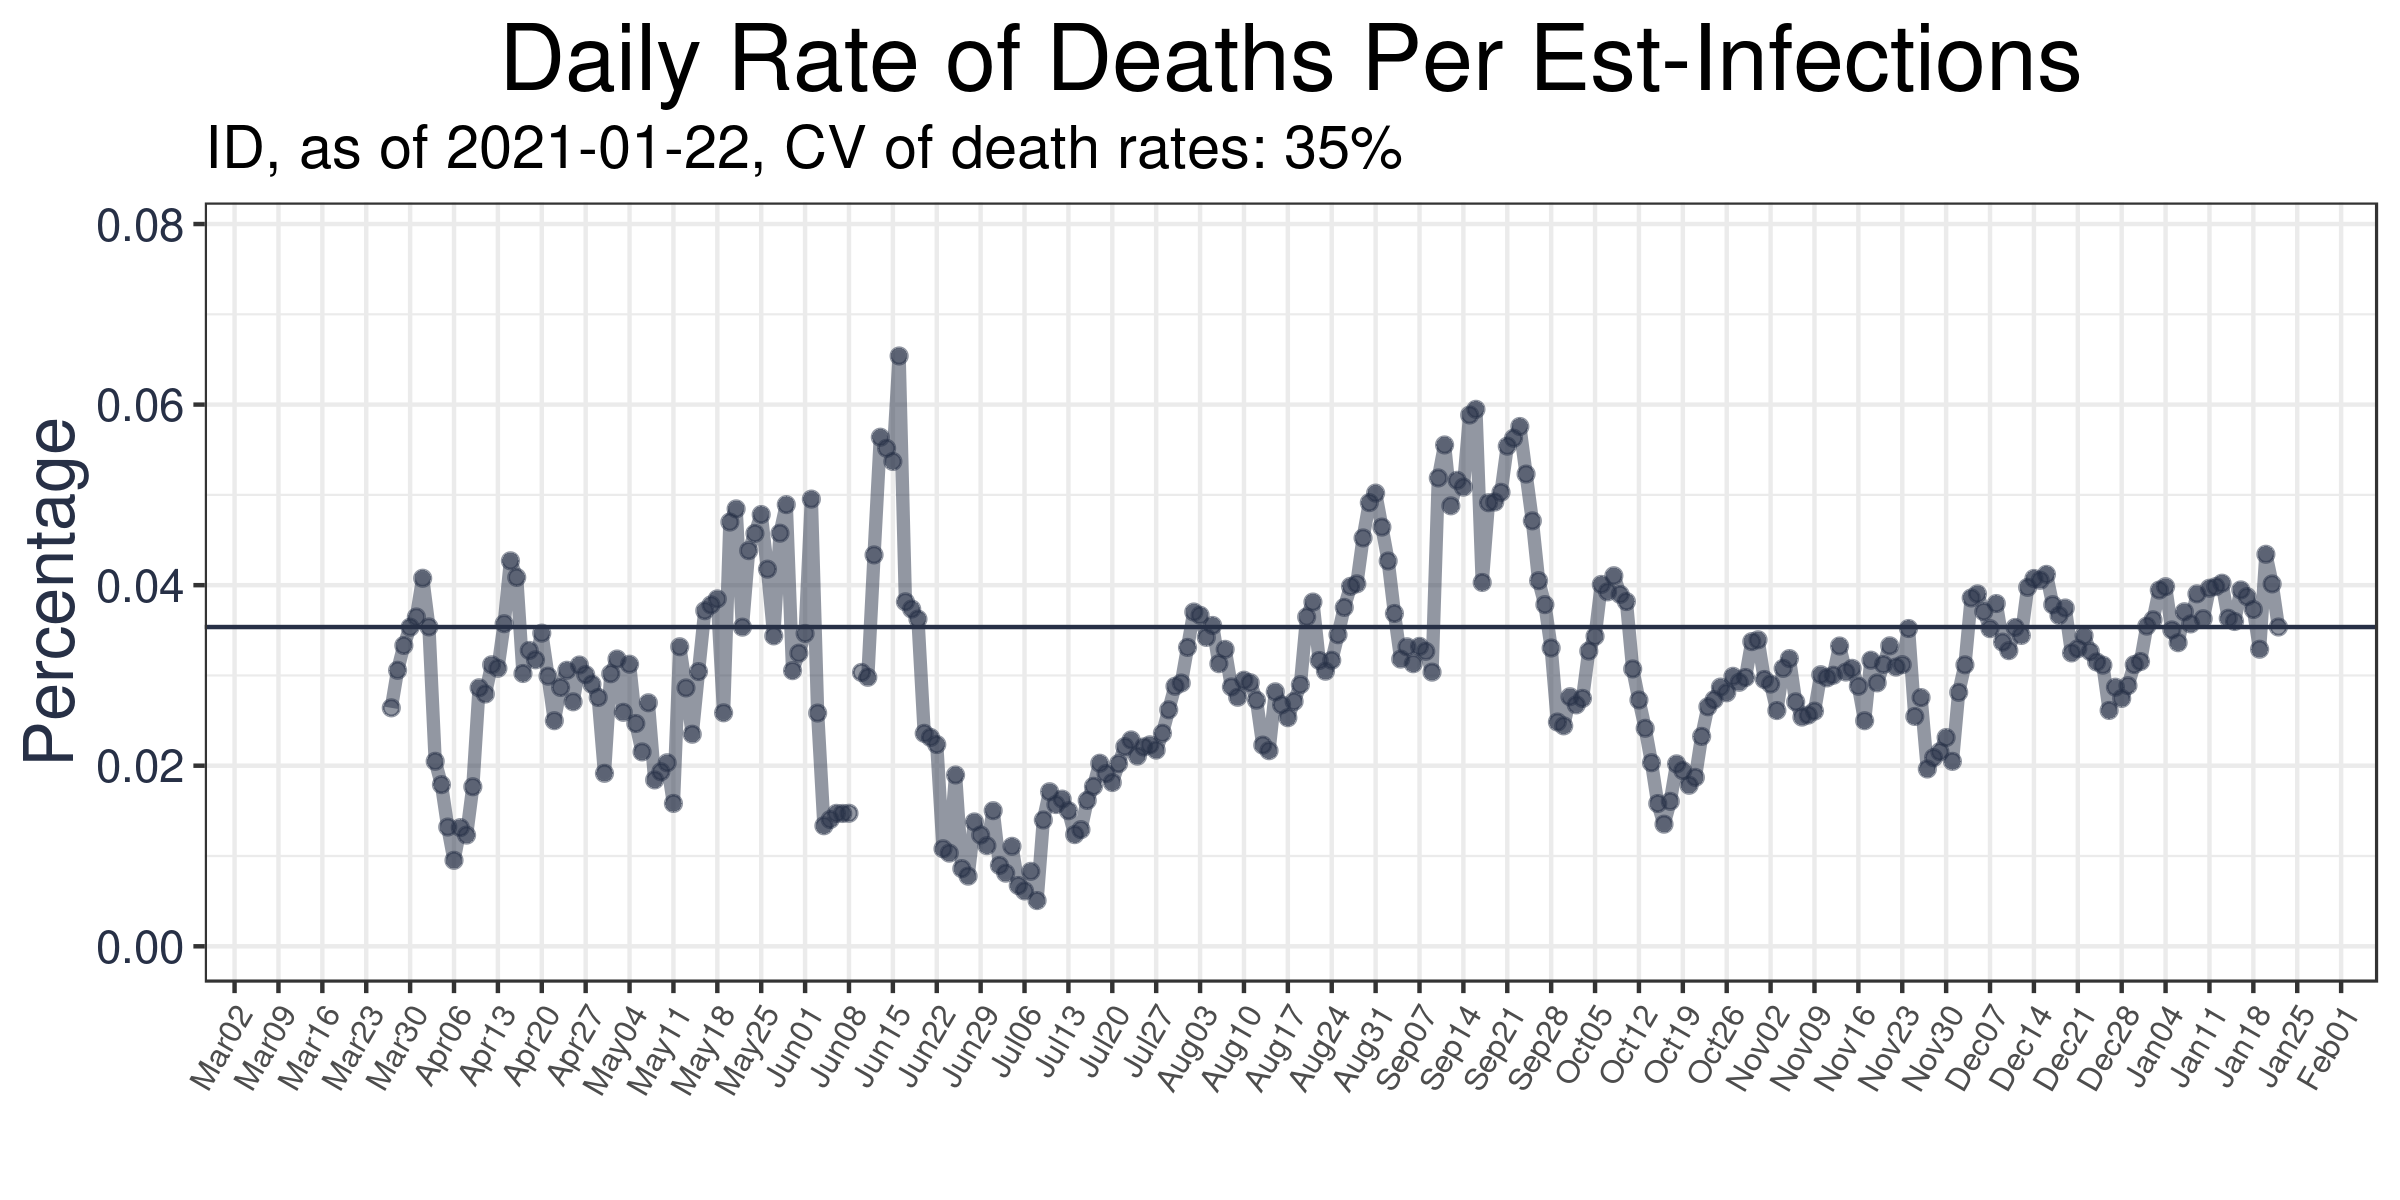 Daily Rate of Deaths Per Est-Infections
ID, as of 2021-01-22, CV of death rates: 35%
Percentage
0.08
0.06
0.04
0.02
0.00
Mar02
Mar09
Mar16
Mar23
Mar30
Apr06
Apr13
Apr20
Apr27
May04
May11
May18
May25
Jun01
Jun08
Jun15
Jun22
Jun29
Jul06
Jul13
Jul20
Jul27
Aug03
Aug10
Aug17
Aug24
Aug31
Sep07
Sep14
Sep21
Sep28
Oct05
Oct12
Oct19
Oct26
Nov02
Nov09
Nov16
Nov23
Nov30
Dec07
Dec14
Dec21
Dec28
Jan04
Jan11
Jan18
Jan25
Feb01